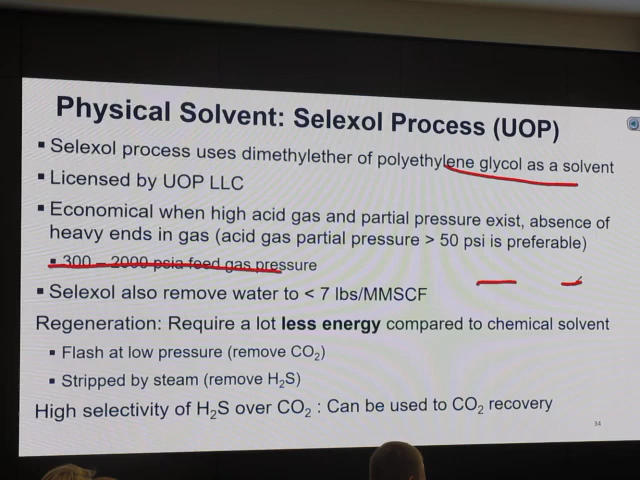 Physical Solvent: Selexol Process (UOP)
▪ Selexol process uses dimethylether of polyethylene glycol as a solvent
▪ Licensed by UOP LLC
▪ Economical when high acid gas and partial pressure exist, absence of
heavy ends in gas (acid gas partial pressure > 50 psi is preferable)
▪ 300 – 2000 psia feed gas pressure
▪ Selexol also remove water to < 7 lbs/MMSCF
Regeneration: Require a lot less energy compared to chemical solvent
▪ Flash at low pressure (remove CO₂)
▪ Stripped by steam (remove H₂S)
High selectivity of H₂S over CO₂ : Can be used to CO₂ recovery
34